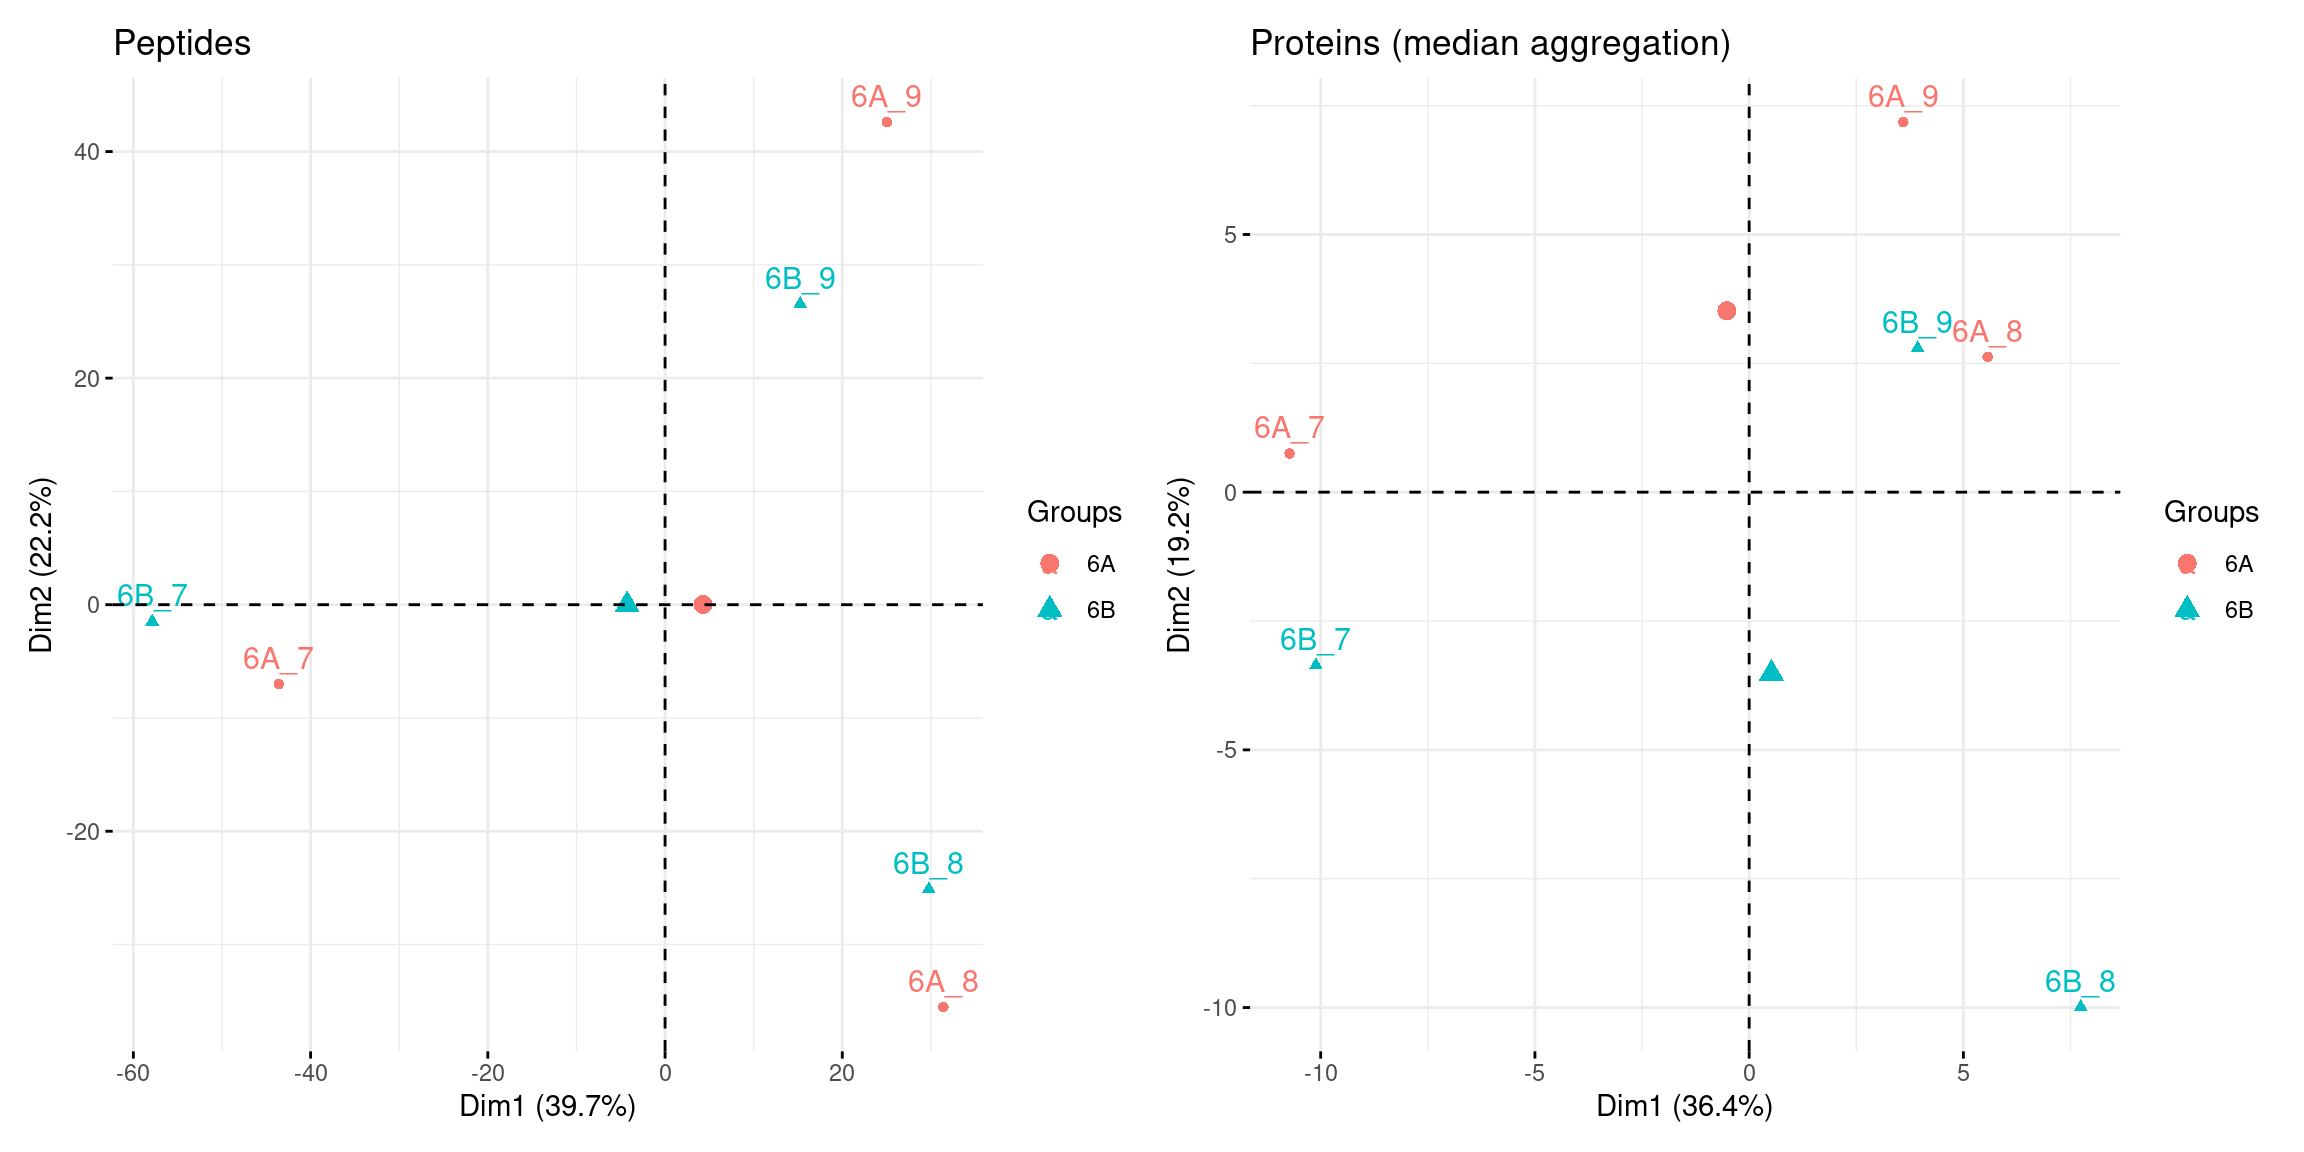 Peptides
6A_9
40
6B_9
20
Dim2 (22.2%)
6B_7
0
6A_7
-20
6B_8
6A_8
-60
-40
-20
0
20
Dim1 (39.7%)
Groups
6A
6B
Proteins (median aggregation)
6A_9
5
6B_9
6A_8
6A_7
0
Dim2 (19.2%)
6B_7
-5
6B_8
-10
-10
-5
0
5
Dim1 (36.4%)
Groups
6A
6B